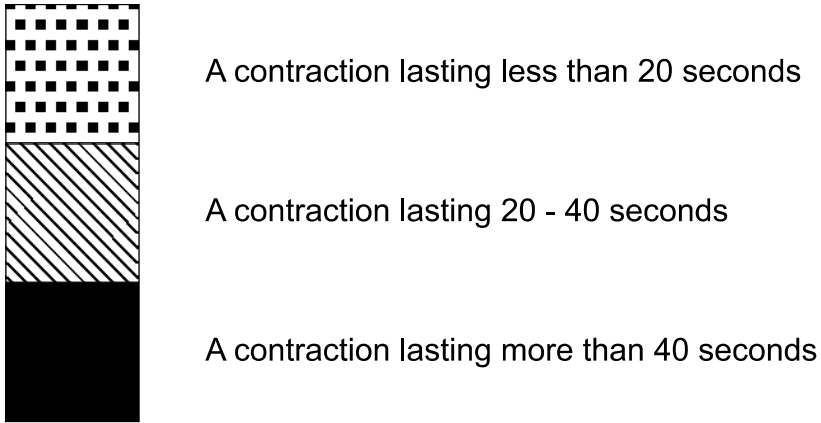 A contraction lasting less than 20 seconds
A contraction lasting 20 - 40 seconds
A contraction lasting more than 40 seconds